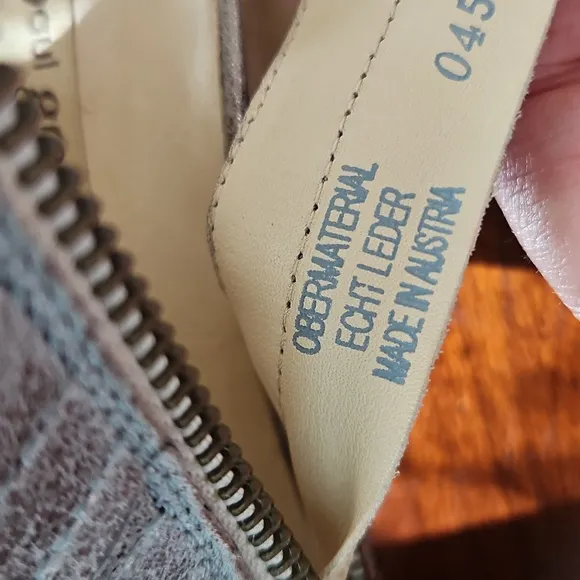 OBERMATERIAL
ECHT LEDER
MADE IN AUSTRIA
045